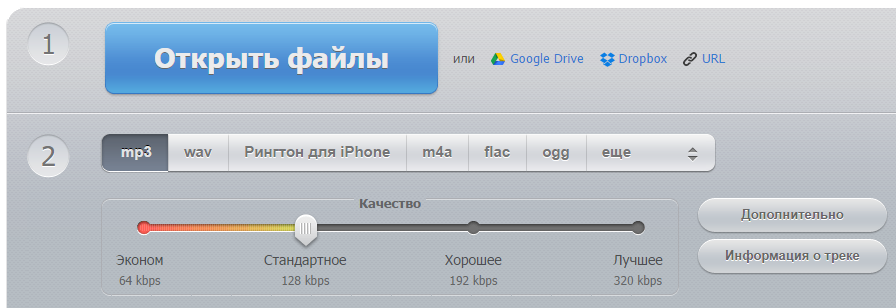 1
Открыть файлы
или Google Drive Dropbox URL
2
mp3 wav Рингтон для iPhone m4a flac ogg еще
Качество
Эконом Стандартное Хорошее Лучшее
64 kbps 128 kbps 192 kbps 320 kbps
Дополнительно
Информация о треке